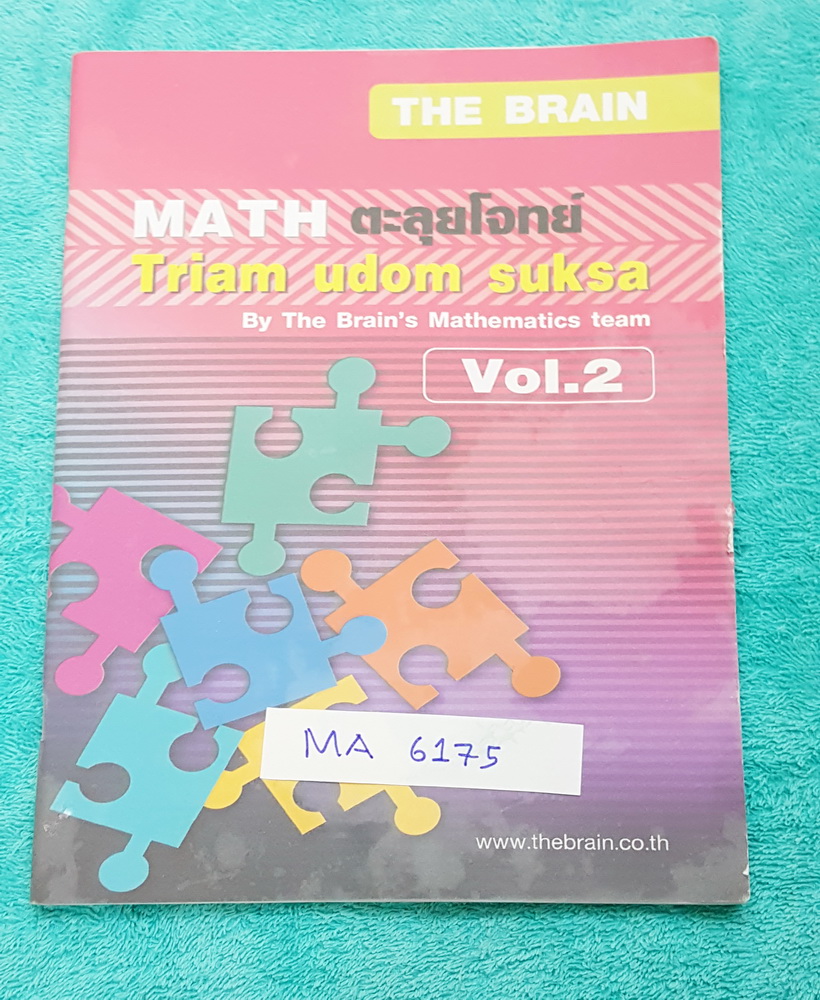 THE BRAIN
MATH ตะลุยโจทย์
Triam udom suksa
By The Brain's Mathematics team
Vol.2
MA 6175
www.thebrain.co.th